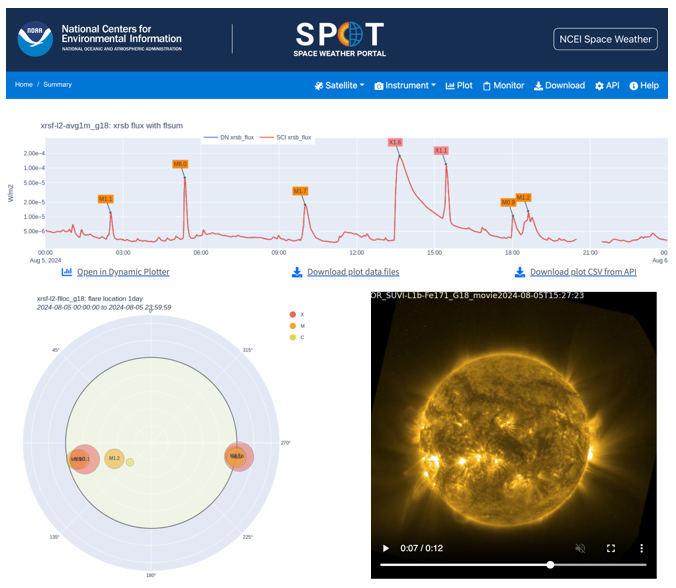 NOAA
National Centers for
Environmental Information
NATIONAL OCEANIC AND ATMOSPHERIC ADMINISTRATION
SPOT
SPACE WEATHER PORTAL
NCEI Space Weather
Home / Summary
Satellite Instrument Plot Monitor Download API Help
xrsf-l2-avg1m_g18: xrsb flux with flsum
DN xrsb_flux SCI xrsb_flux
X1.8
X1.1
M6.0
M1.7
M1.1
M1.2
W/m2
2.00e−4
1.00e−4
5.00e−5
2.00e−5
1.00e−5
5.00e−6
00:00 03:00 06:00 09:00 12:00 15:00 18:00 21:00 00
Aug 5, 2024 Aug 6
Open in Dynamic Plotter Download plot data files Download plot CSV from API
xrsf-l2-flloc_g18: flare location 1day
2024-08-05 00:00:00 to 2024-08-05 23:59:59
X
M
C
0°
45° 315°
270°
M1.2
135° 225°
180°
OR_SUVI-L1b-Fe171_G18_movie2024-08-05T15:27:23
0:07 / 0:12